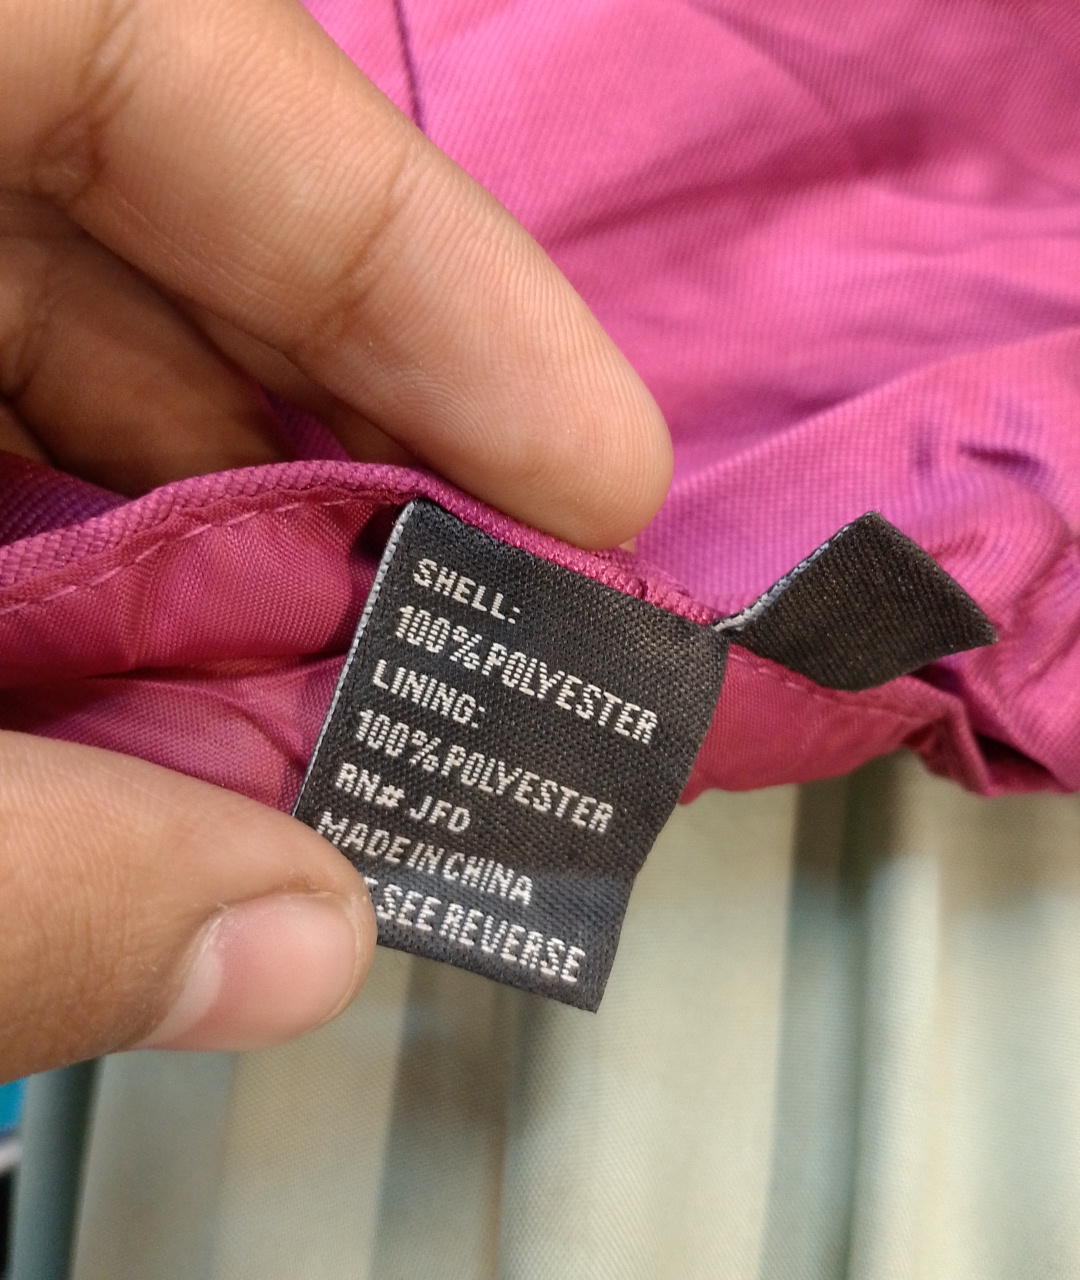 SHELL:
100% POLYESTER
LINING:
100% POLYESTER
RN# JFD
MADE IN CHINA
SEE REVERSE